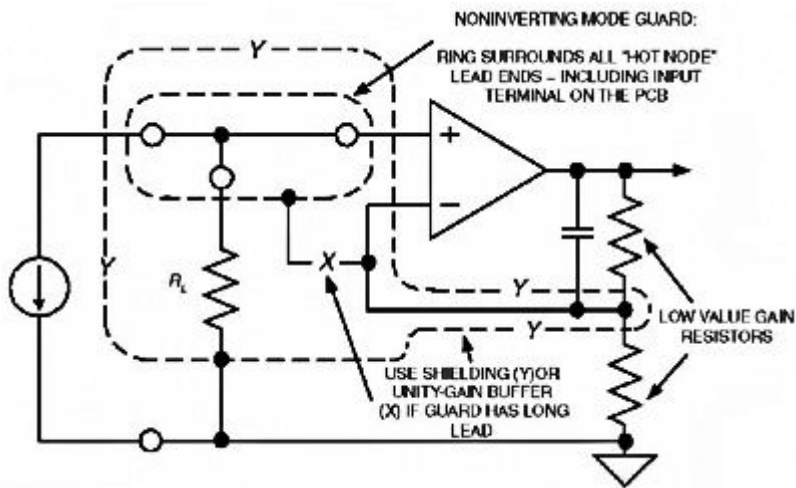 NONINVERTING MODE GUARD:
RING SURROUNDS ALL "HOT NODE"
LEAD ENDS – INCLUDING INPUT
TERMINAL ON THE PCB
Y
+
–
Y
R_L
X
Y
Y
LOW VALUE GAIN
RESISTORS
USE SHIELDING (Y)OR
UNITY-GAIN BUFFER
(X) IF GUARD HAS LONG
LEAD